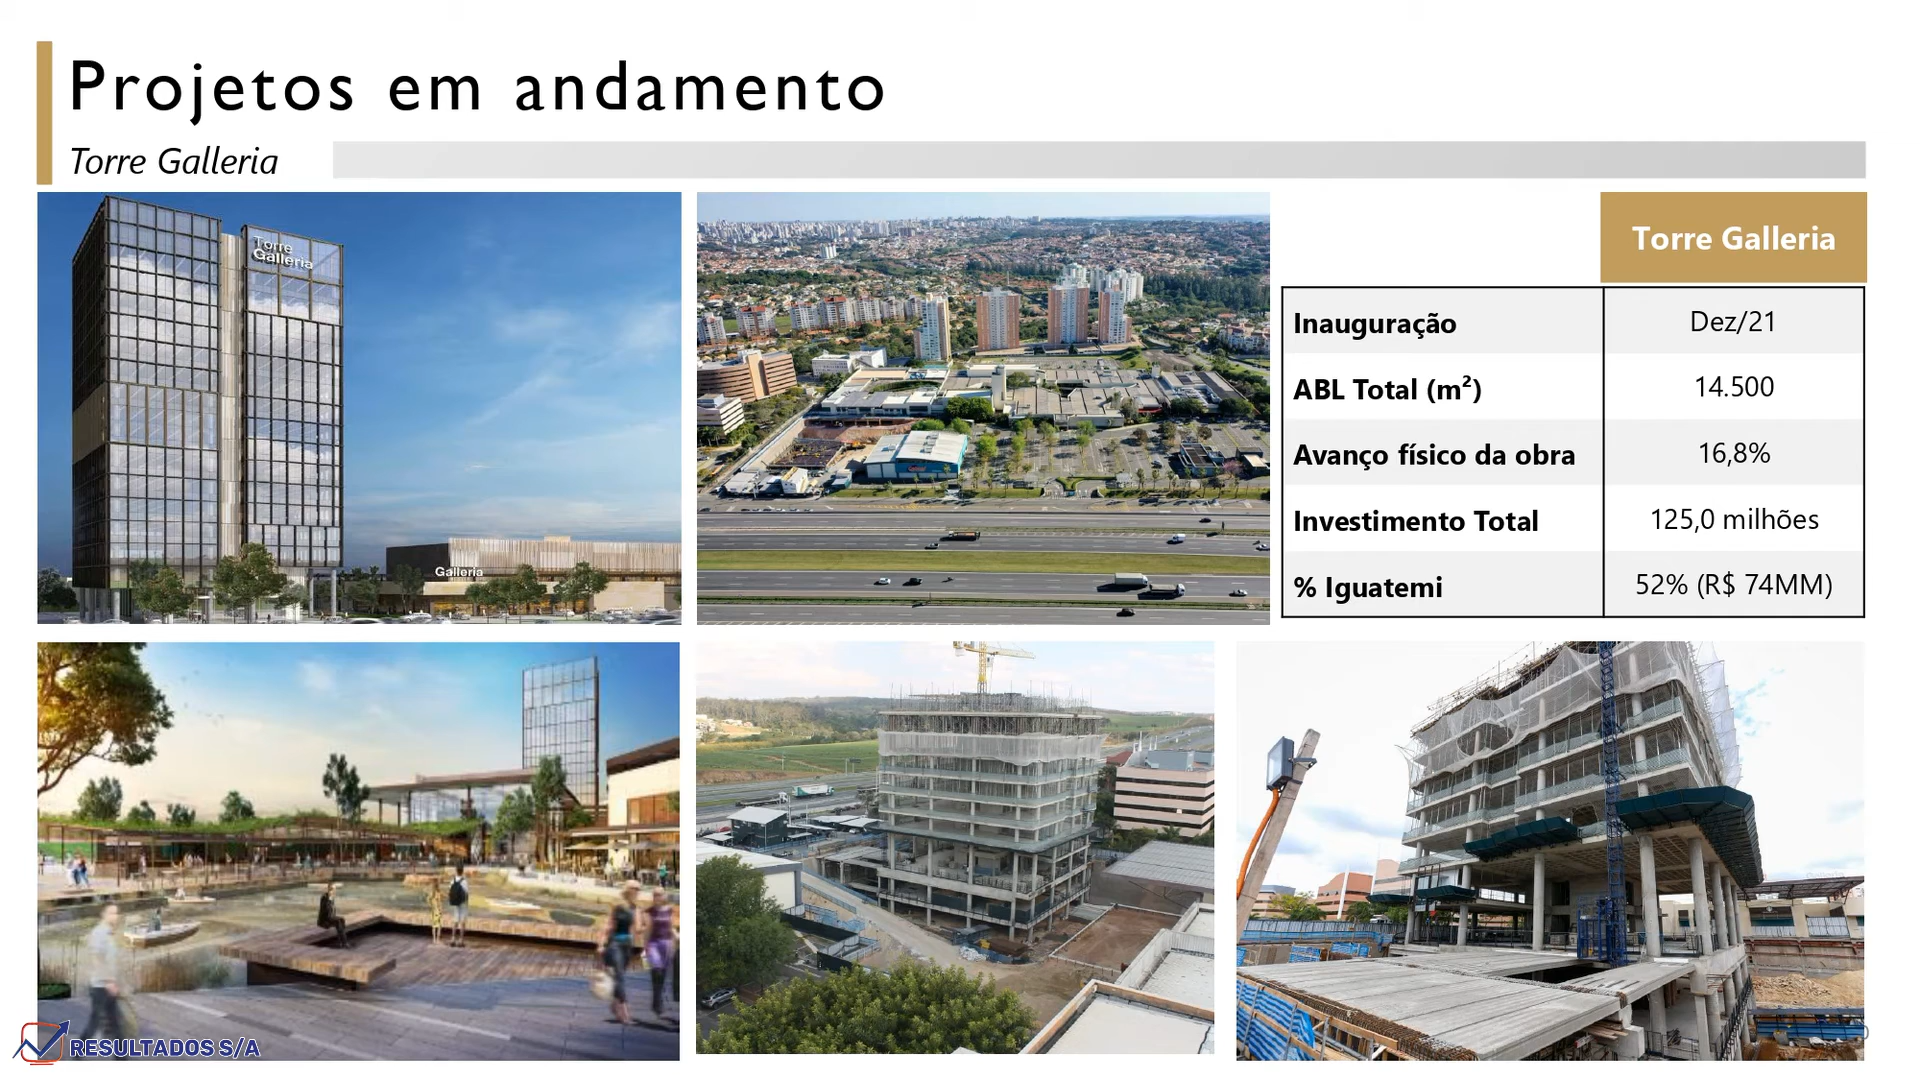 Projetos em andamento
Torre Galleria
Torre
Galleria
Galleria
Torre Galleria
Inauguração Dez/21
ABL Total (m²) 14.500
Avanço físico da obra 16,8%
Investimento Total 125,0 milhões
% Iguatemi 52% (R$ 74MM)
RESULTADOS S/A